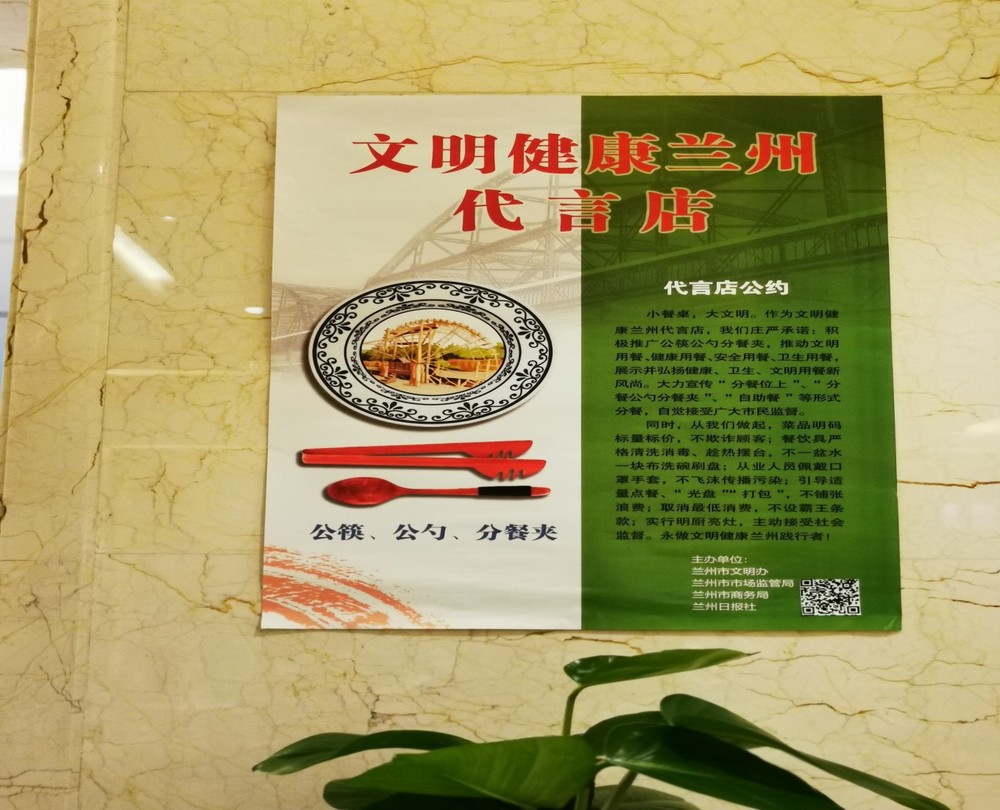 文明健康兰州
代言店
代言店公约
小餐桌，大文明。作为文明健
康兰州代言店，我们庄严承诺：积
极推广公筷公勺分餐夹，推动文明
用餐、健康用餐、安全用餐、卫生用餐，
展示并弘扬健康、卫生、文明用餐新
风尚。大力宣传“分餐位上”、“分
餐公勺分餐夹”、“自助餐”等形式
分餐，自觉接受广大市民监督。
同时，从我们做起，菜品明码
标量标价，不欺诈顾客；餐饮具严
格清洗消毒、趁热摆台，不一盆水
一块布洗碗刷盘；从业人员佩戴口
罩手套，不飞沫传播污染；引导适
量点餐、“光盘”“打包”，不铺张
浪费；取消最低消费，不设霸王条
款；实行明厨亮灶，主动接受社会
监督。永做文明健康兰州践行者！
公筷、公勺、分餐夹
主办单位：
兰州市文明办
兰州市市场监管局
兰州市商务局
兰州日报社